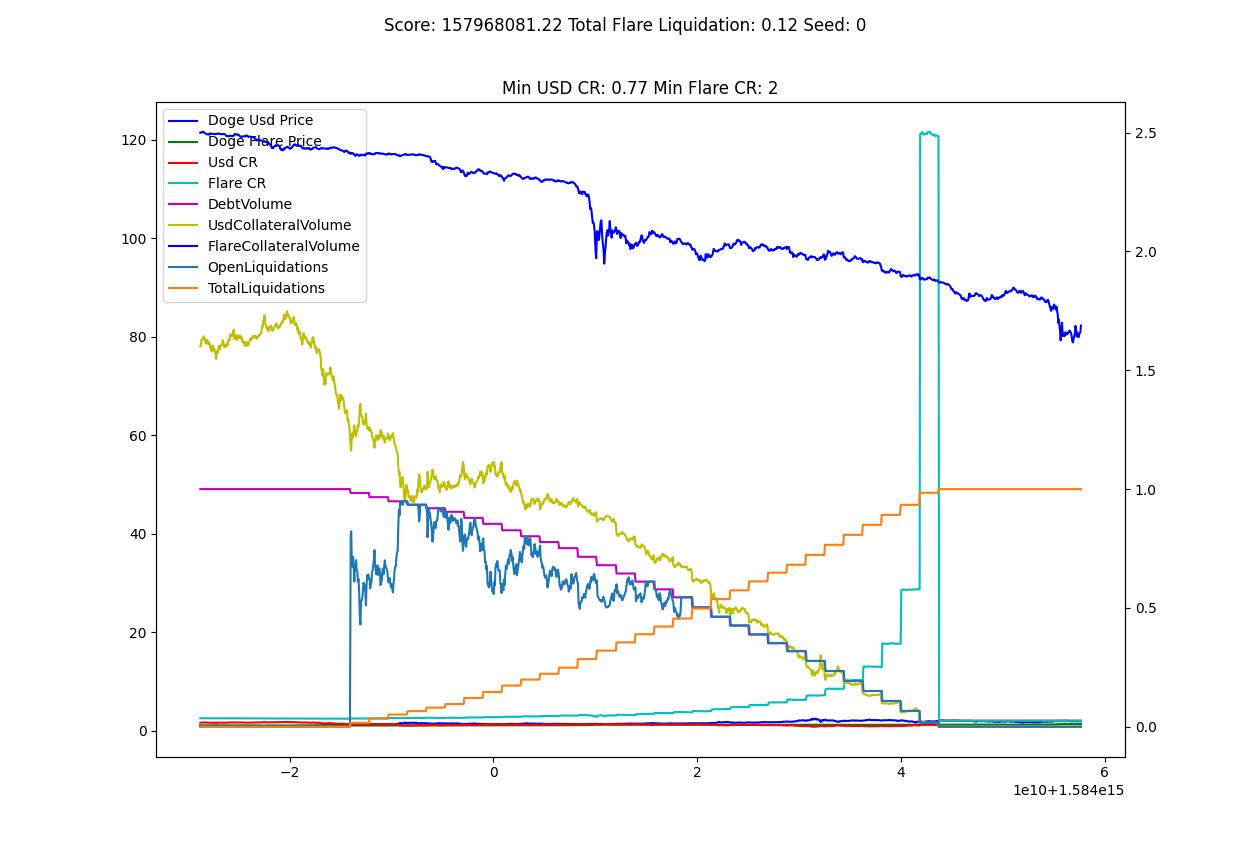 Score: 157968081.22 Total Flare Liquidation: 0.12 Seed: 0
Min USD CR: 0.77 Min Flare CR: 2
Doge Usd Price
Doge Flare Price
Usd CR
Flare CR
DebtVolume
UsdCollateralVolume
FlareCollateralVolume
OpenLiquidations
TotalLiquidations
120
100
80
60
40
20
0
2.5
2.0
1.5
1.0
0.5
0.0
−2 0 2 4 6
1e10+1.584e15